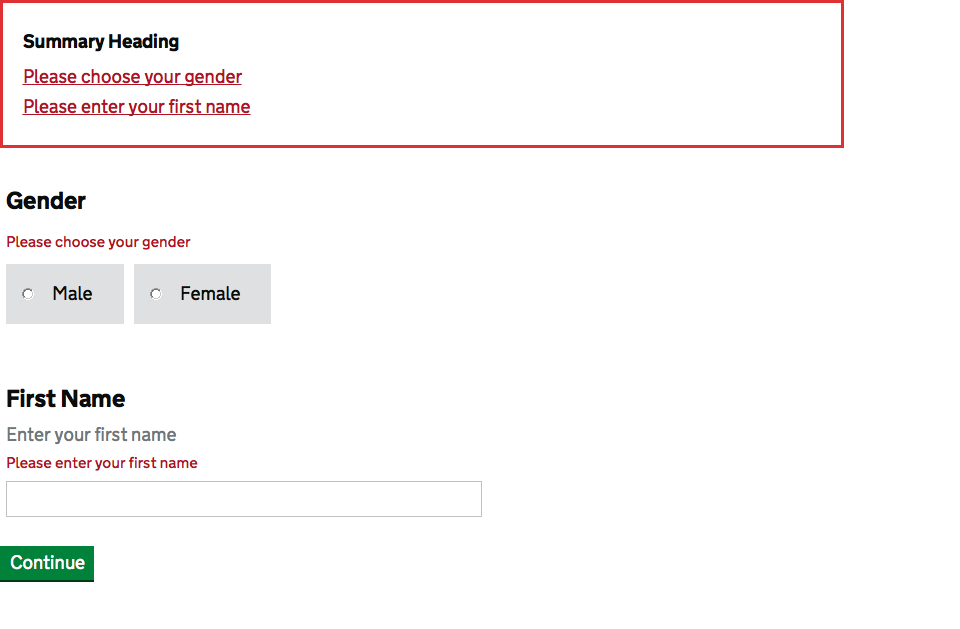 Summary Heading
Please choose your gender
Please enter your first name
Gender
Please choose your gender
Male Female
First Name
Enter your first name
Please enter your first name
Continue